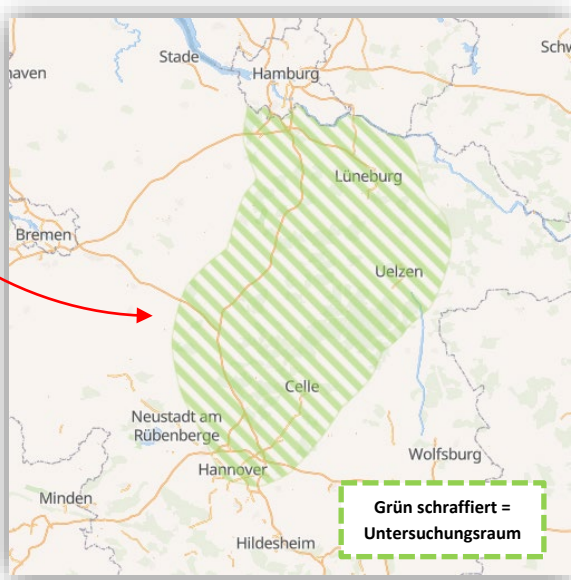 Stade
Schw
Hamburg
haven
Lüneburg
Bremen
Uelzen
Celle
Neustadt am
Rübenberge
Wolfsburg
Hannover
Minden
Grün schraffiert =
Untersuchungsraum
Hildesheim